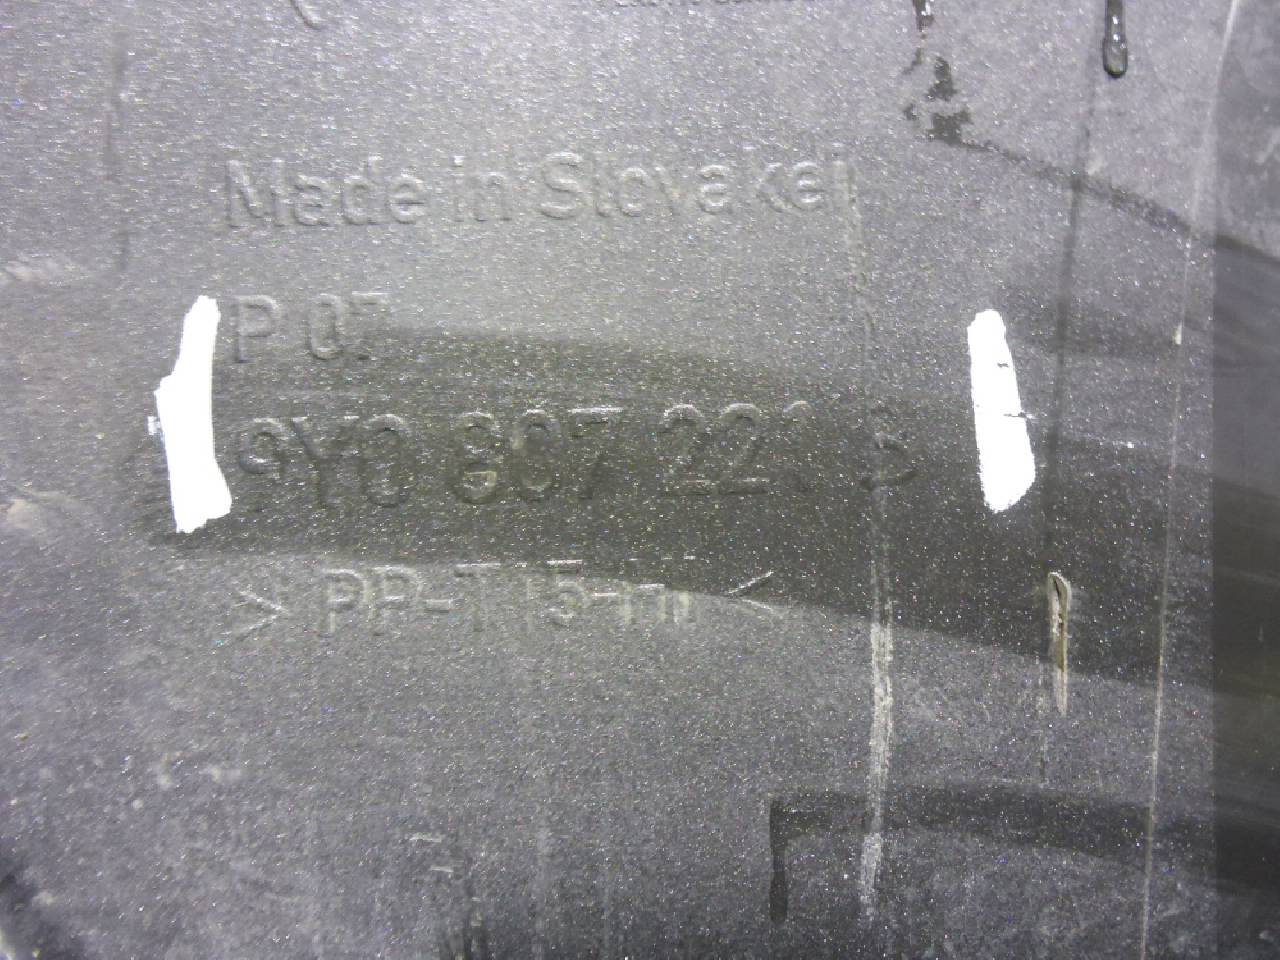 Made in Slovakei
P 07
9Y0 807 221 B
> PP-T15-